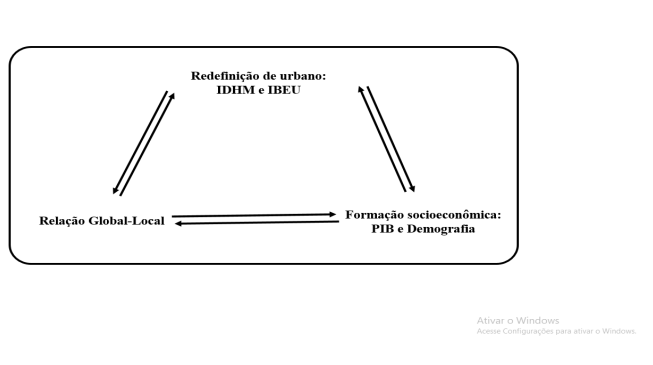 Redefinição de urbano:
IDHM e IBEU
Relação Global-Local
Formação socioeconômica:
PIB e Demografia
Ativar o Windows
Acesse Configurações para ativar o Windows.